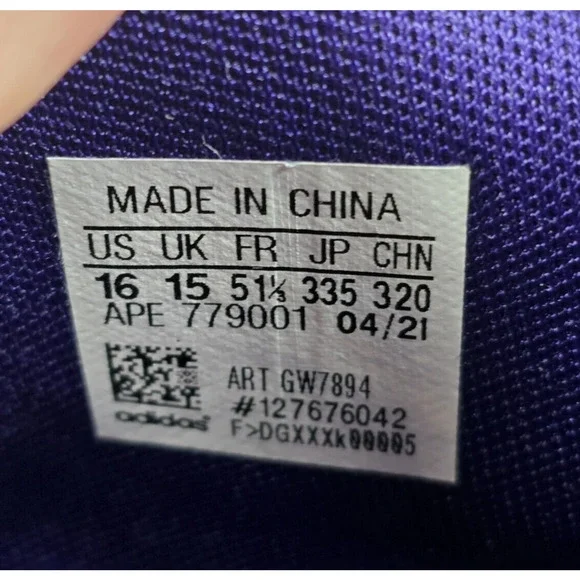 MADE IN CHINA
US UK FR JP CHN
16 15 51⅓ 335 320
APE 779001 04/21
ART GW7894
#127676042
F>DGXXXk00005
adidas